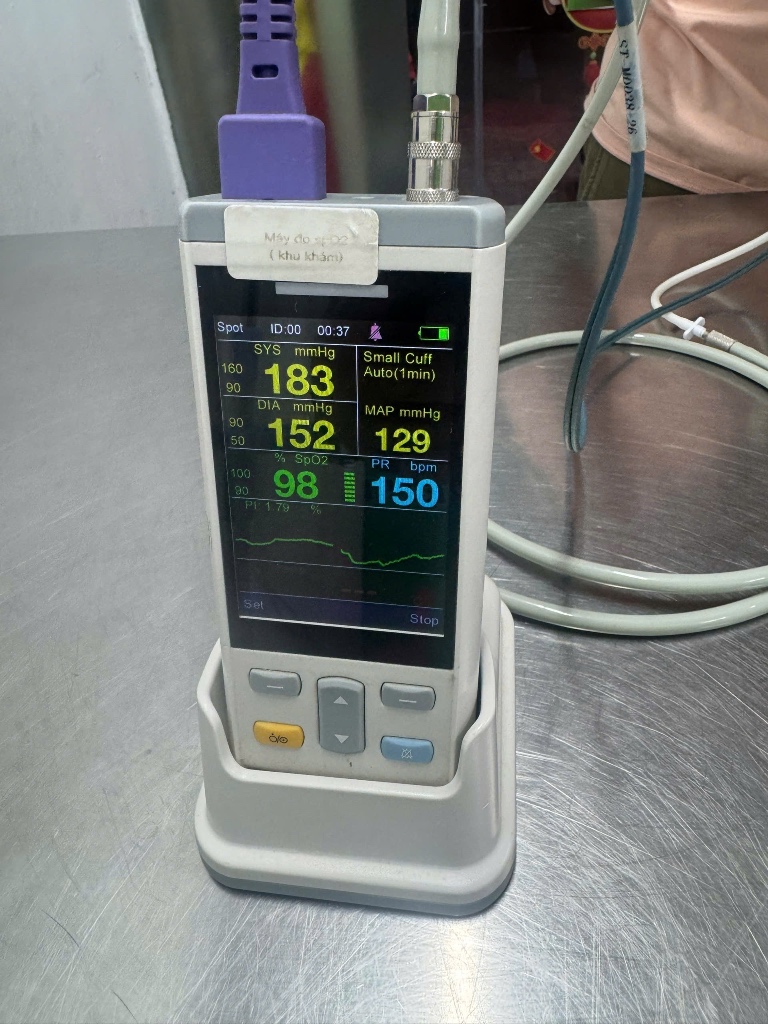 Máy đo spO2
( khu khám)
Spot ID:00 00:37
SYS mmHg
160
90
183
Small Cuff
Auto(1min)
DIA mmHg
90
50
152
MAP mmHg
129
% SpO2
100
90
98
PR bpm
150
PI: 1.79 %
Set
Stop